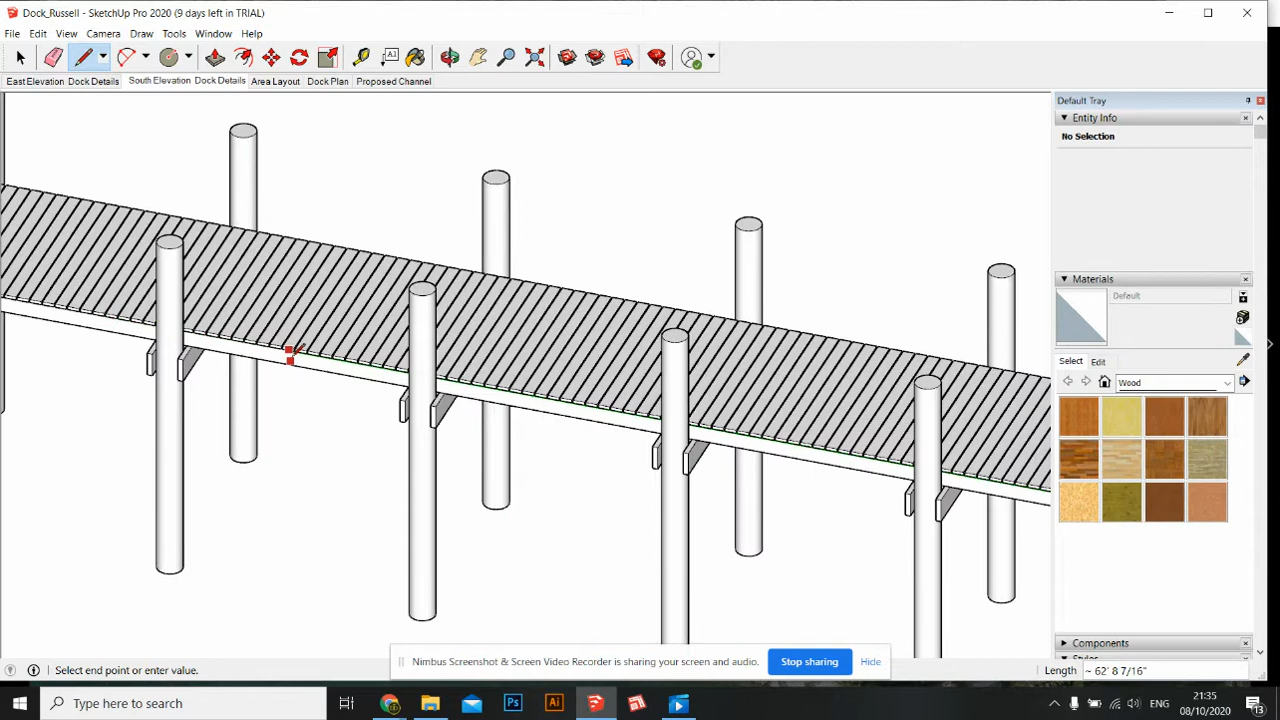 Dock_Russell - SketchUp Pro 2020 (9 days left in TRIAL)
File Edit View Camera Draw Tools Window Help
East Elevation Dock Details South Elevation Dock Details Area Layout Dock Plan Proposed Channel
Default Tray
Entity Info
No Selection
Materials
Default
Select Edit
Wood
Components
Nimbus Screenshot & Screen Video Recorder is sharing your screen and audio. Stop sharing Hide
Select end point or enter value. Length ~ 62' 8 7/16"
Type here to search
Ps Ai
ENG
21:35
08/10/2020
13